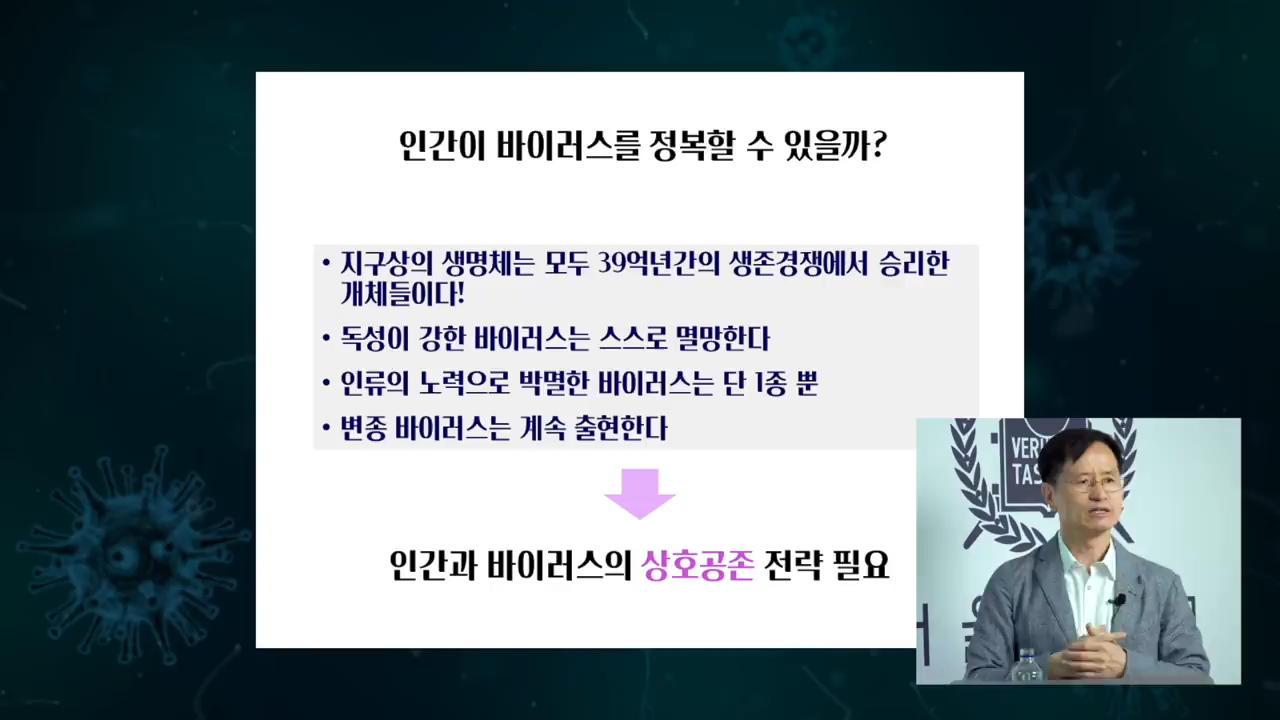 인간이 바이러스를 정복할 수 있을까?
• 지구상의 생명체는 모두 39억년간의 생존경쟁에서 승리한
개체들이다!
• 독성이 강한 바이러스는 스스로 멸망한다
• 인류의 노력으로 박멸한 바이러스는 단 1종 뿐
• 변종 바이러스는 계속 출현한다
인간과 바이러스의 상호공존 전략 필요